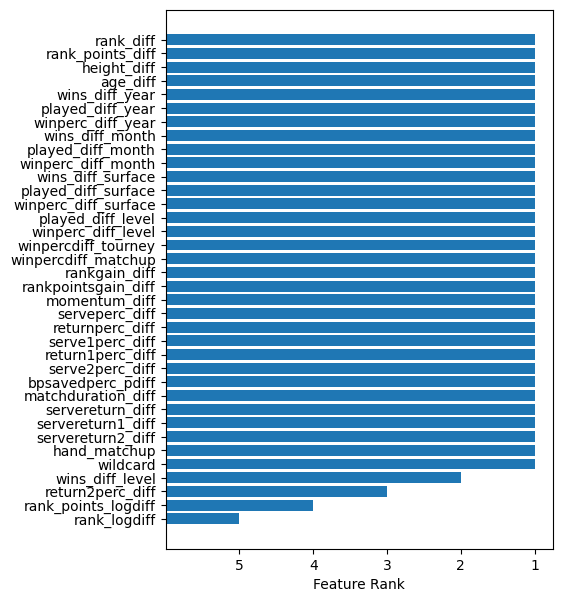 rank_diff
rank_points_diff
height_diff
age_diff
wins_diff_year
played_diff_year
winperc_diff_year
wins_diff_month
played_diff_month
winperc_diff_month
wins_diff_surface
played_diff_surface
winperc_diff_surface
played_diff_level
winperc_diff_level
winpercdiff_tourney
winpercdiff_matchup
rankgain_diff
rankpointsgain_diff
momentum_diff
serveperc_diff
returnperc_diff
serve1perc_diff
return1perc_diff
serve2perc_diff
bpsavedperc_pdiff
matchduration_diff
servereturn_diff
servereturn1_diff
servereturn2_diff
hand_matchup
wildcard
wins_diff_level
return2perc_diff
rank_points_logdiff
rank_logdiff
5 4 3 2 1
Feature Rank